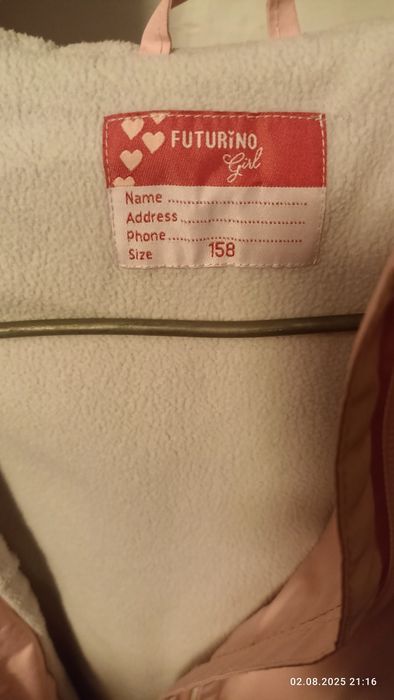 FUTURINO
Girl
Name
Address
Phone
Size 158
02.08.2025 21:16